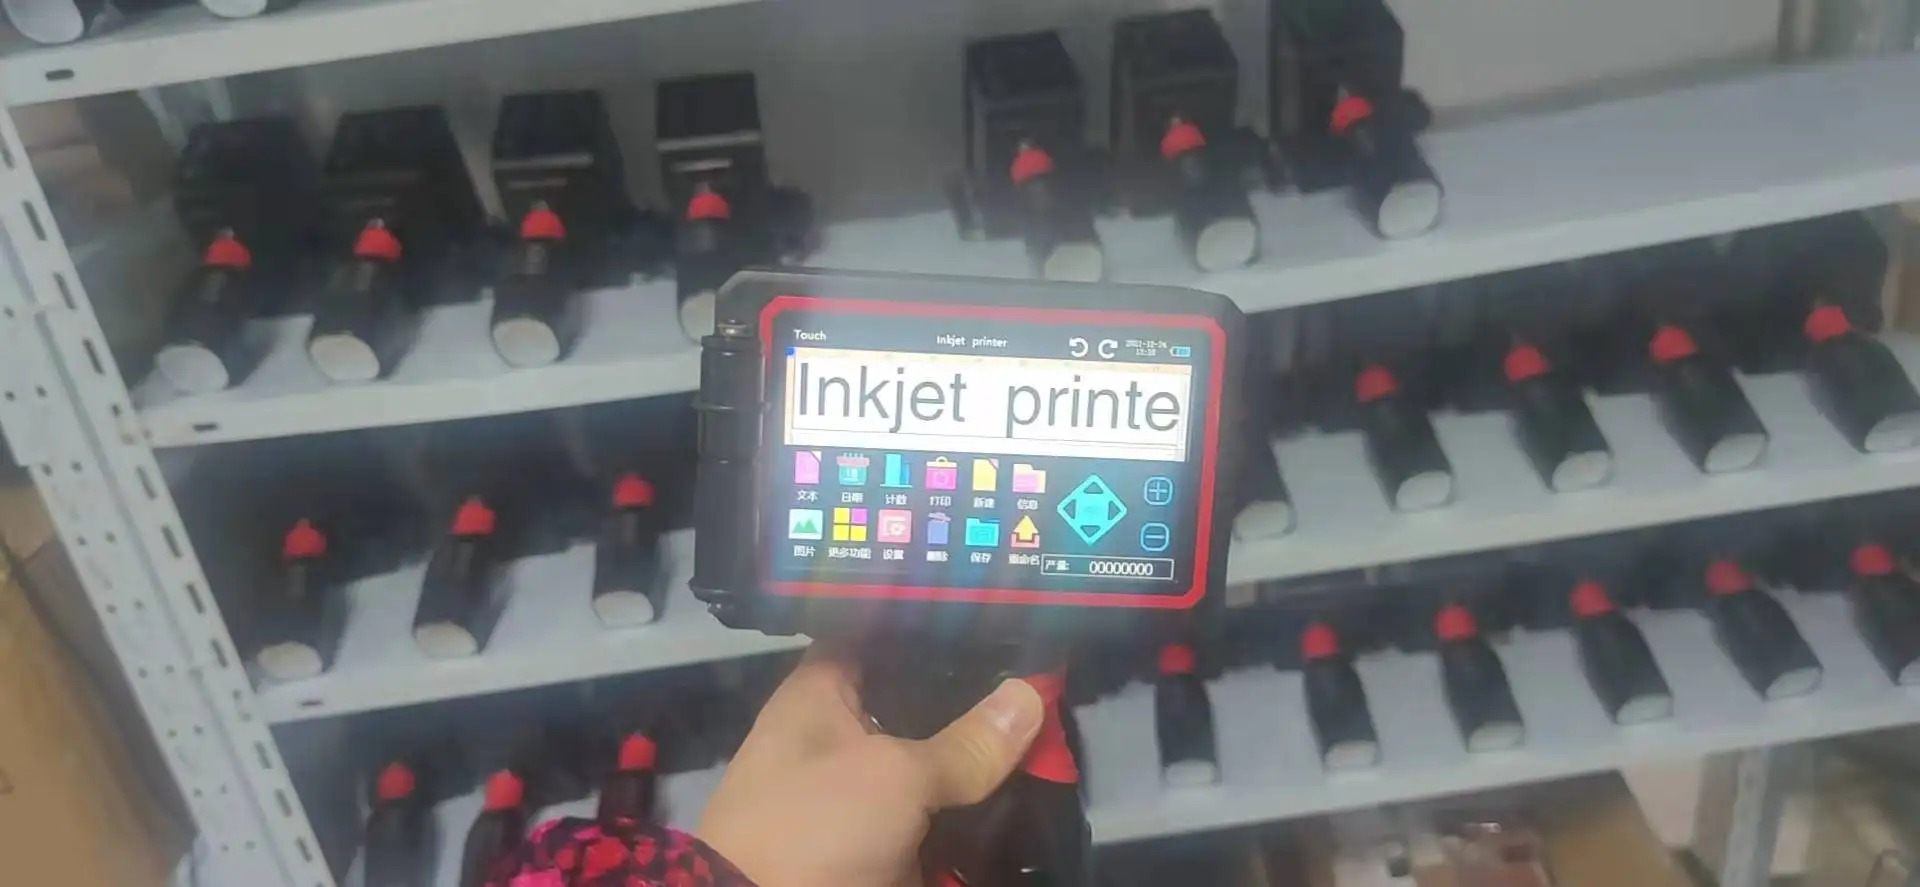 Touch
Inkjet printer
Inkjet printe
文本 日期 计数 打印 新建 信息
图片 更多功能 设置 删除 保存 重命名
产量: 00000000